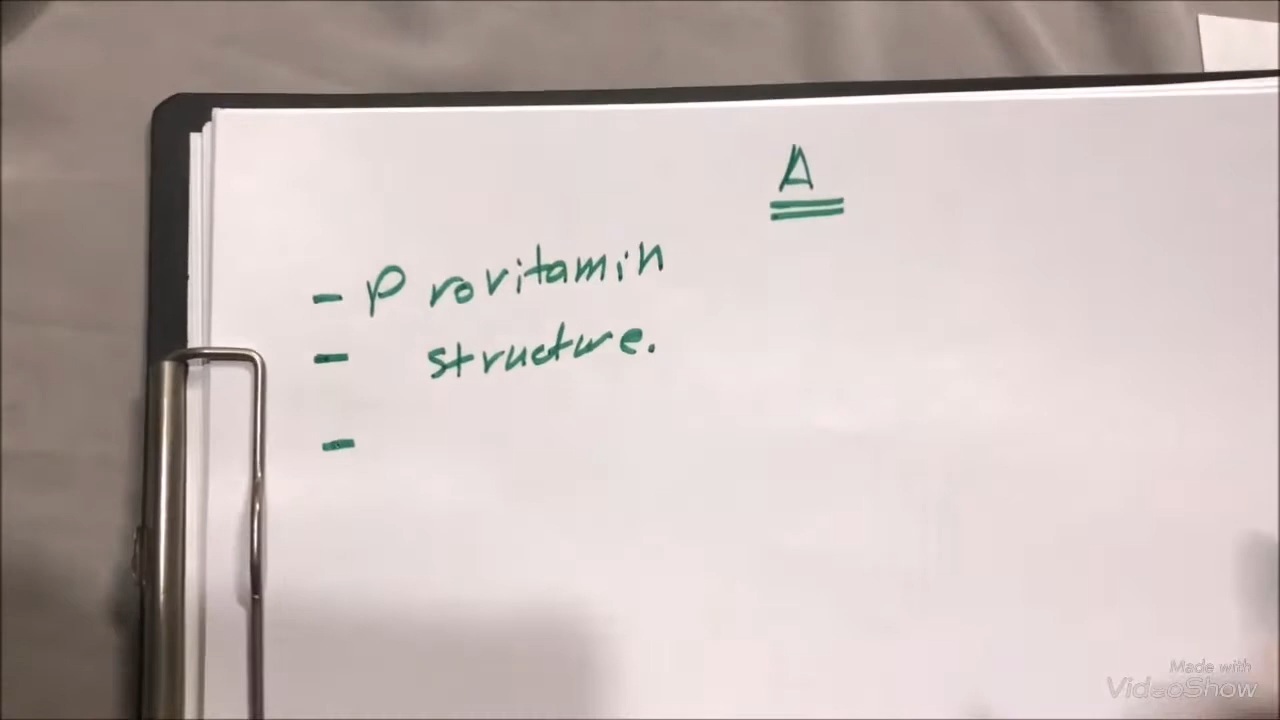 A
- Provitamin
- structure.
-
Made with
VideoShow